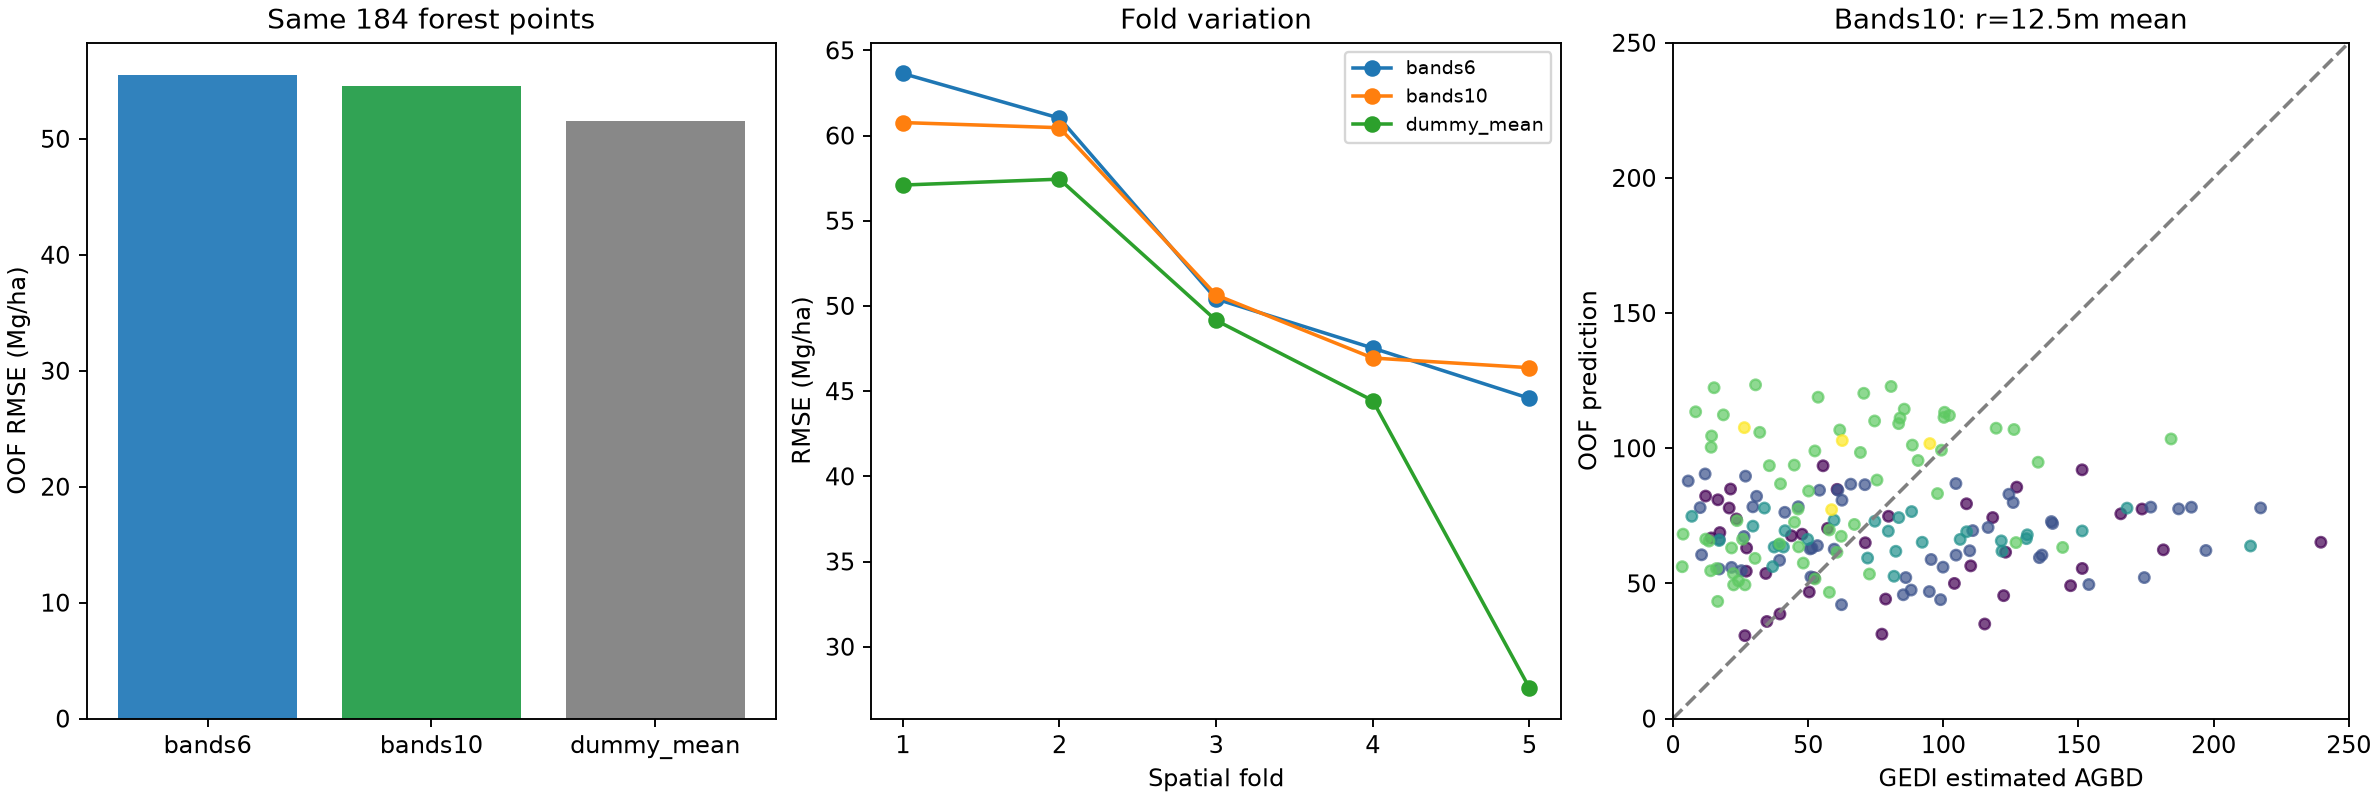 Same 184 forest points
OOF RMSE (Mg/ha)
50
40
30
20
10
0
bands6
bands10
dummy_mean
Fold variation
RMSE (Mg/ha)
65
60
55
50
45
40
35
30
bands6
bands10
dummy_mean
1
2
3
4
5
Spatial fold
Bands10: r=12.5m mean
OOF prediction
250
200
150
100
50
0
0
50
100
150
200
250
GEDI estimated AGBD